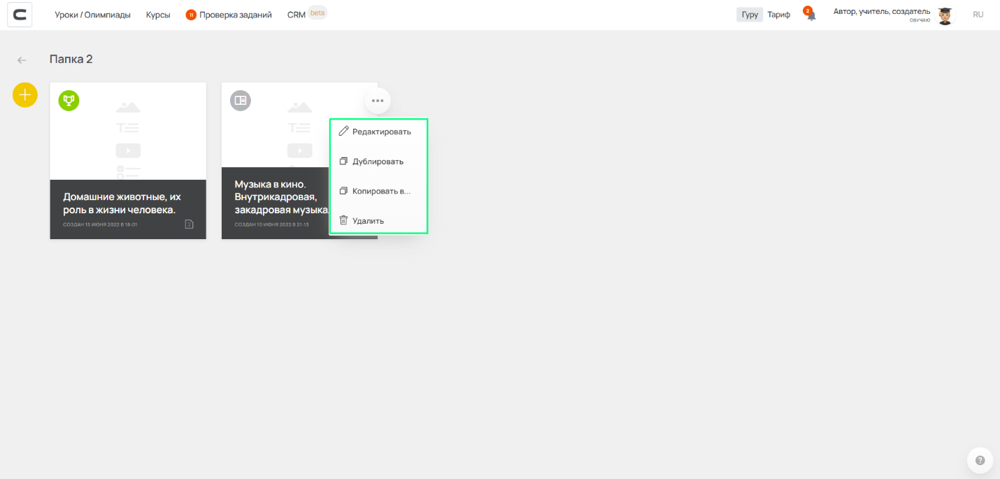 Уроки / Олимпиады
Курсы
11 Проверка заданий
CRM beta
Гуру
Тариф
2
Автор, учитель, создатель
ОБУЧАЮ
RU
Папка 2
Домашние животные, их
роль в жизни человека.
СОЗДАН 15 ИЮНЯ 2022 В 18:01
2
Музыка в кино.
Внутрикадровая,
закадровая музыка.
СОЗДАН 10 ИЮНЯ 2022 В 21:13
Редактировать
Дублировать
Копировать в...
Удалить
?